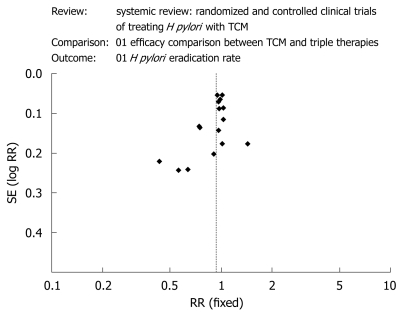 Review: systemic review: randomized and controlled clinical trials
of treating H pylori with TCM
Comparison: 01 efficacy comparison between TCM and triple therapies
Outcome: 01 H pylori eradication rate
0.0
0.1
0.2
0.3
0.4
SE (log RR)
0.1 0.2 0.5 1 2 5 10
RR (fixed)